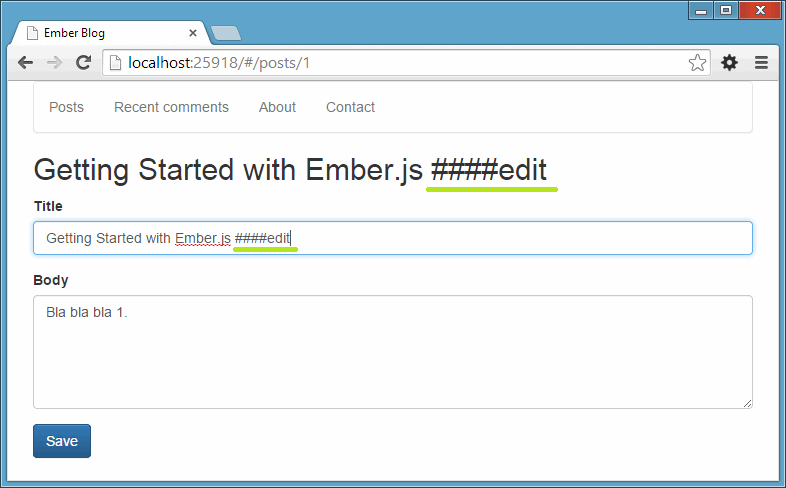 Ember Blog
localhost:25918/#/posts/1
Posts Recent comments About Contact
Getting Started with Ember.js ####edit
Title
Getting Started with Ember.js ####edit
Body
Bla bla bla 1.
Save